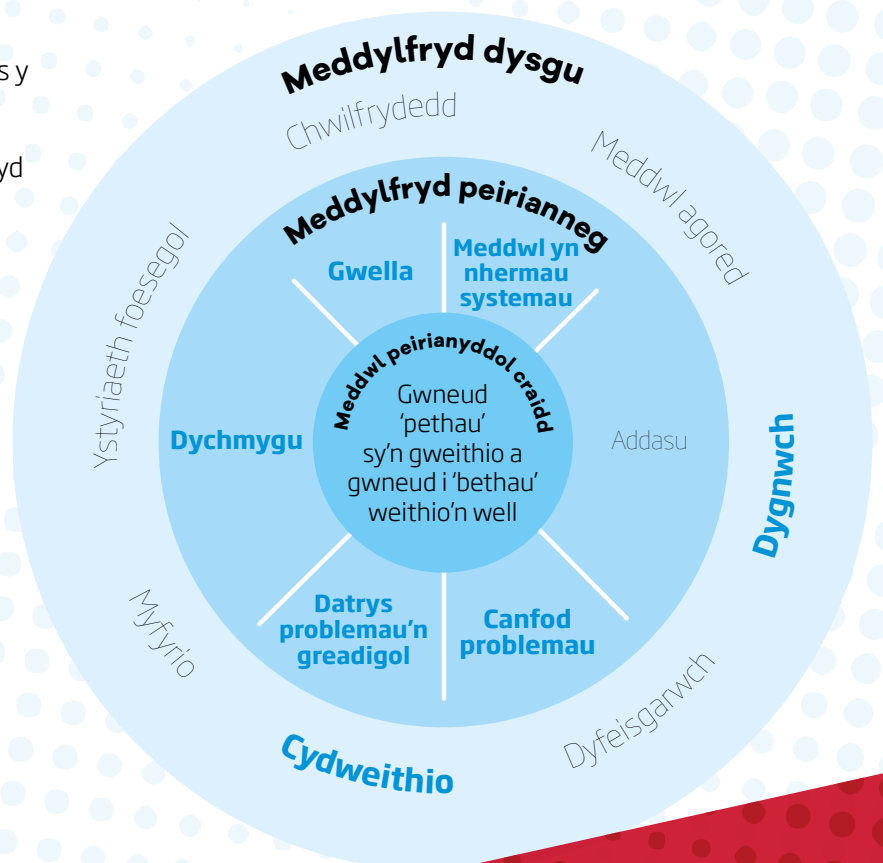 s y
yd
Meddylfryd dysgu
Chwilfrydedd
Meddwl agored
Dygnwch
Dyfeisgarwch
Cydweithio
Myfyrio
Ystyriaeth foesegol
Meddylfryd peirianneg
Gwella
Meddwl yn
nhermau
systemau
Addasu
Canfod
problemau
Datrys
problemau'n
greadigol
Dychmygu
Meddwl peirianyddol craidd
Gwneud
‘pethau’
sy’n gweithio a
gwneud i ‘bethau’
weithio’n well